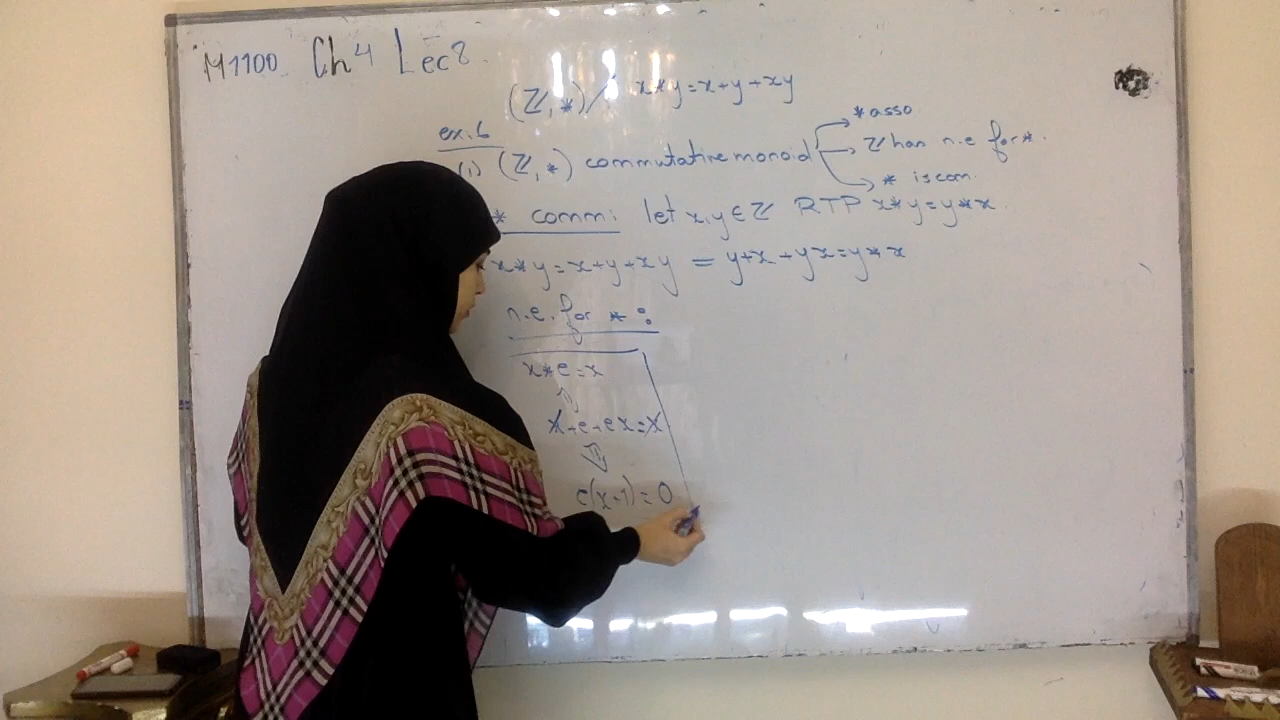 M1100 Ch4 Lec8
(ℤ, *) / x*y=x+y+xy
ex.6
(1) (ℤ, *) commutative monoid
* asso
ℤ has n.e for *.
* is com.
* comm: let x,y∈ℤ RTP x*y=y*x
x*y=x+y+xy = y+x+yx=y*x
n.e. for * :
x*e=x
x+e+ex=x
e(x+1)=0